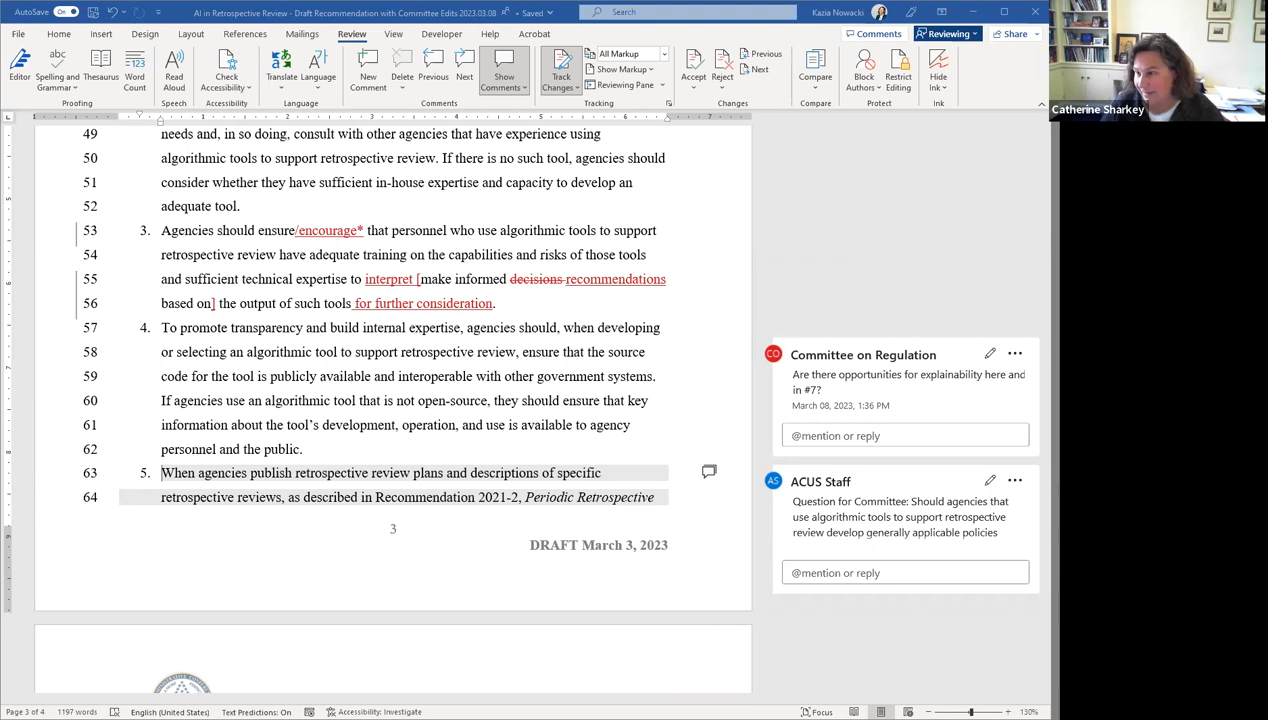 AutoSave On AI in Retrospective Review - Draft Recommendation with Committee Edits 2023.03.08 • Saved Search Kazia Nowacki
File Home Insert Draw Design Layout References Mailings Review View Developer Help Acrobat Comments Reviewing Share
Editor Spelling and Grammar Thesaurus Word Count Read Aloud Check Accessibility Translate Language New Comment Delete Previous Next Show Comments Track Changes All Markup Show Markup Reviewing Pane Accept Reject Previous Next Compare Block Authors Restrict Editing Hide Ink
Proofing Speech Accessibility Language Comments Tracking Changes Compare Protect Ink
Catherine Sharkey
49 needs and, in so doing, consult with other agencies that have experience using
50 algorithmic tools to support retrospective review. If there is no such tool, agencies should
51 consider whether they have sufficient in-house expertise and capacity to develop an
52 adequate tool.
53 3. Agencies should ensure/encourage* that personnel who use algorithmic tools to support
54 retrospective review have adequate training on the capabilities and risks of those tools
55 and sufficient technical expertise to interpret [make informed decisions recommendations
56 based on] the output of such tools for further consideration.
57 4. To promote transparency and build internal expertise, agencies should, when developing
58 or selecting an algorithmic tool to support retrospective review, ensure that the source
59 code for the tool is publicly available and interoperable with other government systems.
60 If agencies use an algorithmic tool that is not open-source, they should ensure that key
61 information about the tool's development, operation, and use is available to agency
62 personnel and the public.
63 5. When agencies publish retrospective review plans and descriptions of specific
64 retrospective reviews, as described in Recommendation 2021-2, Periodic Retrospective
3
DRAFT March 3, 2023
CO Committee on Regulation
Are there opportunities for explainability here and
in #7?
March 08, 2023, 1:36 PM
@mention or reply
AS ACUS Staff
Question for Committee: Should agencies that
use algorithmic tools to support retrospective
review develop generally applicable policies
@mention or reply
Page 3 of 4 1197 words English (United States) Text Predictions: On Accessibility: Investigate Focus 130%